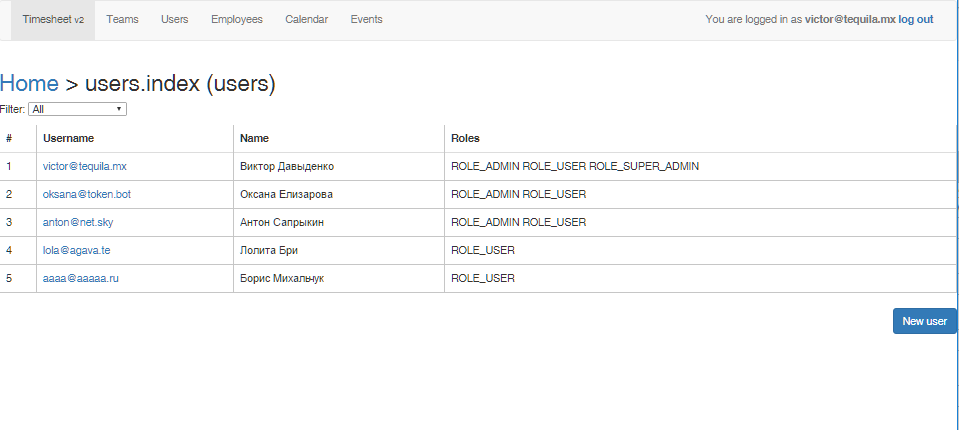 Timesheet v2 Teams Users Employees Calendar Events You are logged in as victor@tequila.mx log out
Home > users.index (users)
Filter: All
# Username Name Roles
1 victor@tequila.mx Виктор Давыденко ROLE_ADMIN ROLE_USER ROLE_SUPER_ADMIN
2 oksana@token.bot Оксана Елизарова ROLE_ADMIN ROLE_USER
3 anton@net.sky Антон Сапрыкин ROLE_ADMIN ROLE_USER
4 lola@agava.te Лолита Бри ROLE_USER
5 aaaa@aaaaa.ru Борис Михальчук ROLE_USER
New user